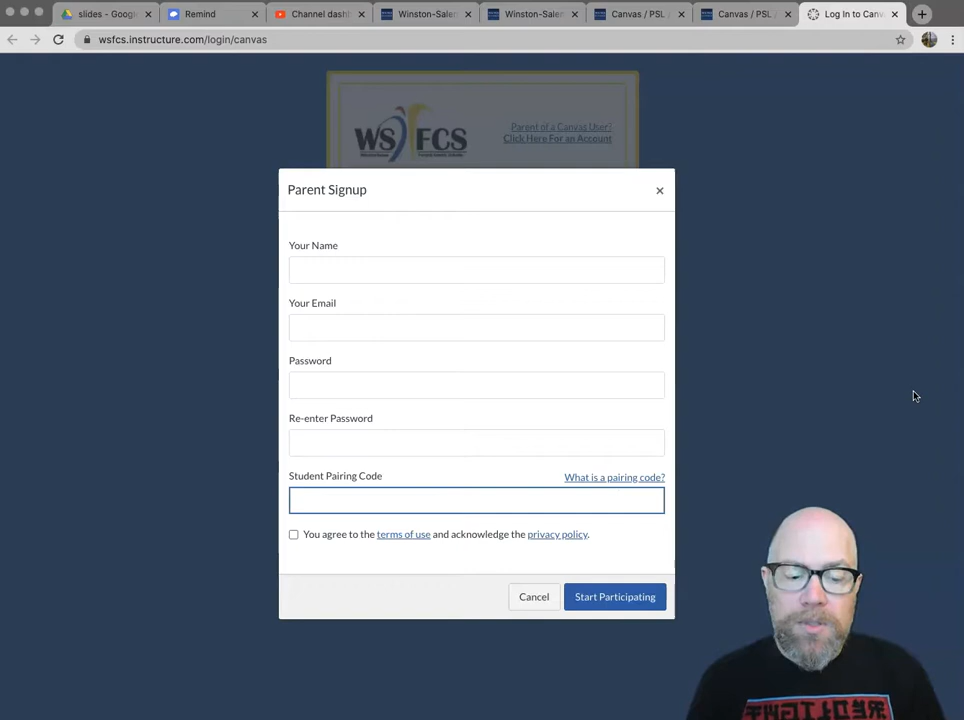 slides - Google
Remind
Channel dash
Winston-Salem
Winston-Salem
Canvas / PSL
Canvas / PSL
Log In to Canv
wsfcs.instructure.com/login/canvas
WS FCS
Parent of a Canvas User?
Click Here For an Account
Parent Signup
Your Name
Your Email
Password
Re-enter Password
Student Pairing Code
What is a pairing code?
You agree to the terms of use and acknowledge the privacy policy.
Cancel
Start Participating